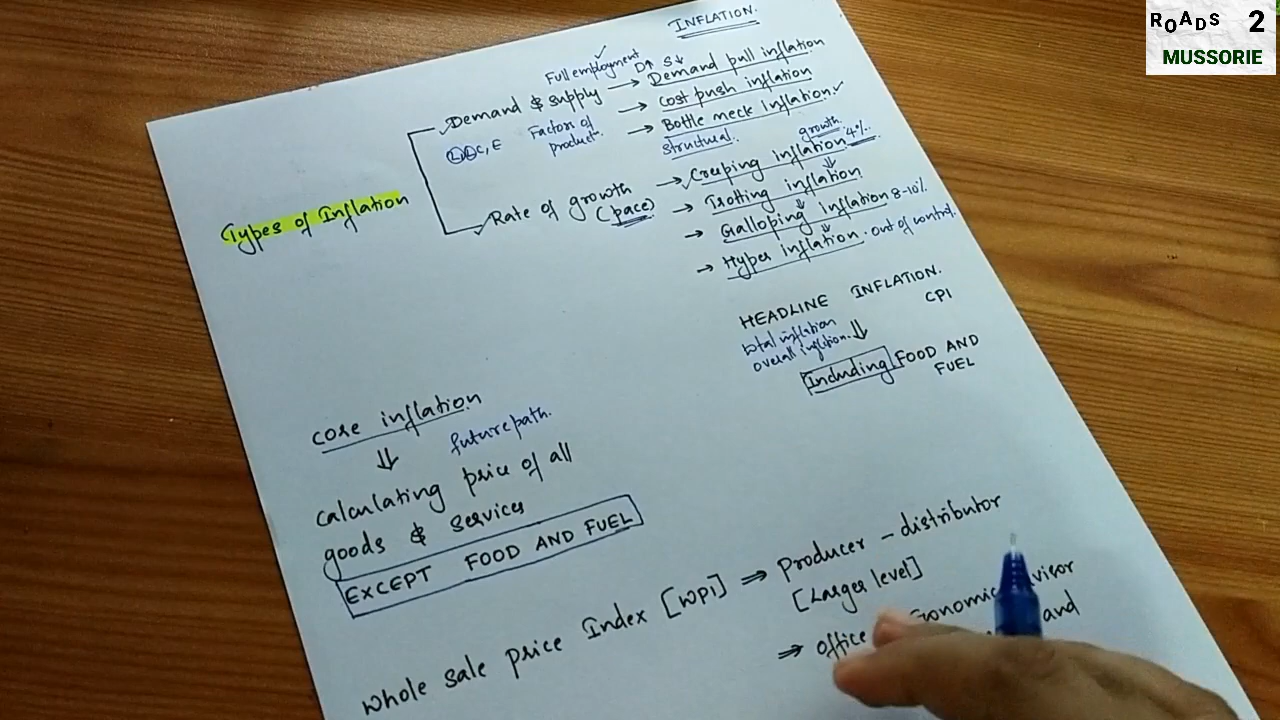 ROADS 2
MUSSORIE
INFLATION.
Full employment
D↑ S↓
Demand & supply → Demand pull inflation
→ Cost push inflation
→ Bottle neck inflation.
C, E
Factors of
product.
Structural.
growth
Types of Inflation
Rate of growth
(pace)
→ Creeping inflation 4%.
→ Trotting inflation
→ Galloping inflation 8-10%.
→ Hyper inflation. out of control.
HEADLINE INFLATION.
CPI
total inflation
overall inflation.
Including FOOD AND
FUEL
core inflation
future path.
calculating price of all
goods & services
EXCEPT FOOD AND FUEL
whole sale price Index [WPI] ⇒ Producer - distributor
[Larger level]
⇒ office
and